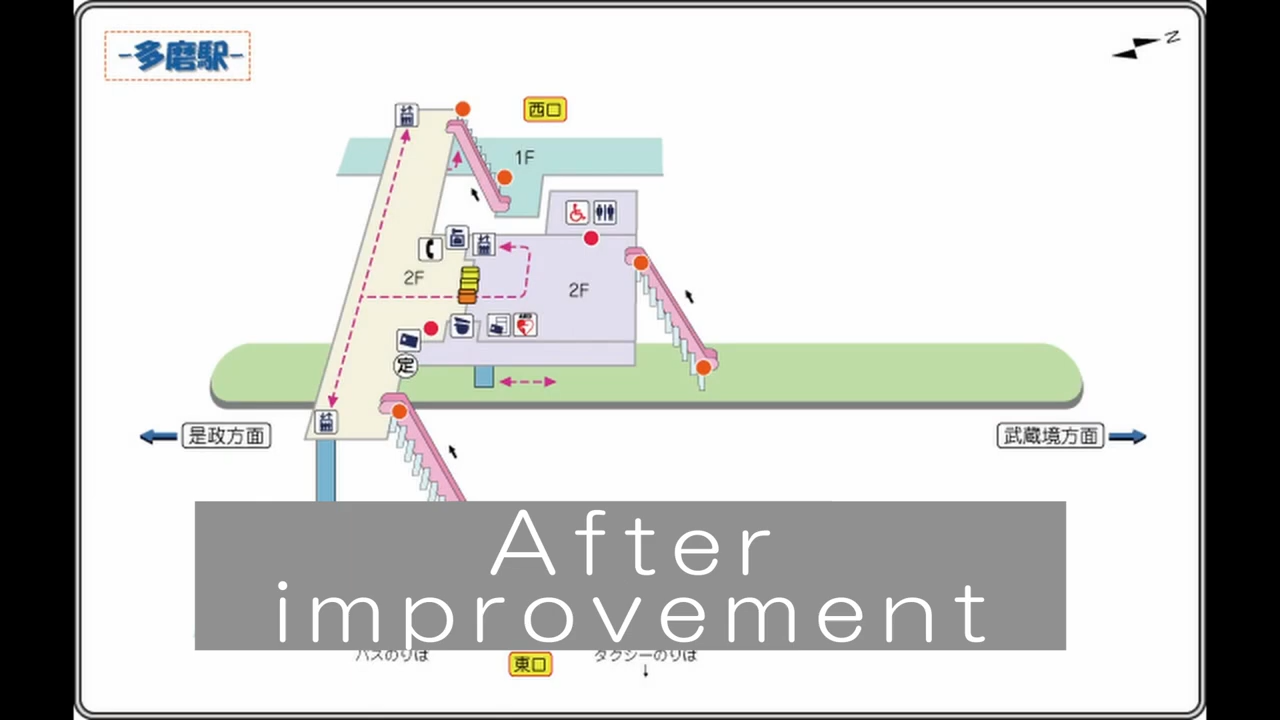 -多磨駅-
Z
西口
1F
2F
2F
AED
定
是政方面
武蔵境方面
After
improvement
バスのりば
東口
タクシーのりば